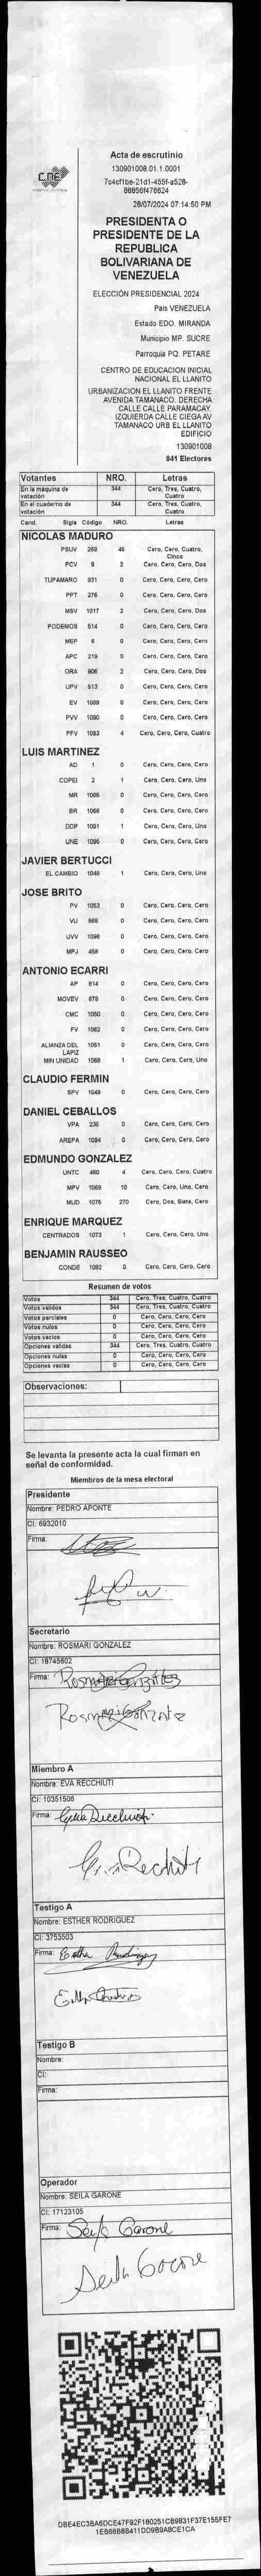 CNE
Acta de escrutinio
130901008.01.1.0001
7c4cf1be-21d1-455f-a528-
68856f476624
28/07/2024 07:14:50 PM
PRESIDENTA O
PRESIDENTE DE LA
REPUBLICA
BOLIVARIANA DE
VENEZUELA
ELECCIÓN PRESIDENCIAL 2024
Pais VENEZUELA
Estado EDO. MIRANDA
Municipio MP. SUCRE
Parroquia PQ. PETARE
CENTRO DE EDUCACION INICIAL
NACIONAL EL LLANITO
URBANIZACION EL LLANITO FRENTE
AVENIDA TAMANACO. DERECHA
CALLE CALLE PARAMACAY.
IZQUIERDA CALLE CIEGA AV
TAMANACO URB EL LLANITO
EDIFICIO
130901008
841 Electores
Votantes NRO. Letras
En la máquina de votación 344 Cero, Tres, Cuatro, Cuatro
En el cuaderno de votación 344 Cero, Tres, Cuatro, Cuatro
Cand. Sigla Código NRO. Letras
NICOLAS MADURO
PSUV 269 45 Cero, Cero, Cuatro, Cinco
PCV 9 2 Cero, Cero, Cero, Dos
TUPAMARO 931 0 Cero, Cero, Cero, Cero
PPT 276 0 Cero, Cero, Cero, Cero
MSV 1017 2 Cero, Cero, Cero, Dos
PODEMOS 514 0 Cero, Cero, Cero, Cero
MEP 6 0 Cero, Cero, Cero, Cero
APC 219 0 Cero, Cero, Cero, Cero
ORA 906 2 Cero, Cero, Cero, Dos
UPV 513 0 Cero, Cero, Cero, Cero
EV 1089 0 Cero, Cero, Cero, Cero
PVV 1090 0 Cero, Cero, Cero, Cero
PFV 1093 4 Cero, Cero, Cero, Cuatro
LUIS MARTINEZ
AD 1 0 Cero, Cero, Cero, Cero
COPEI 2 1 Cero, Cero, Cero, Uno
MR 1065 0 Cero, Cero, Cero, Cero
BR 1066 0 Cero, Cero, Cero, Cero
DDP 1091 1 Cero, Cero, Cero, Uno
UNE 1095 0 Cero, Cero, Cero, Cero
JAVIER BERTUCCI
EL CAMBIO 1048 1 Cero, Cero, Cero, Uno
JOSE BRITO
PV 1053 0 Cero, Cero, Cero, Cero
VU 868 0 Cero, Cero, Cero, Cero
UVV 1096 0 Cero, Cero, Cero, Cero
MPJ 458 0 Cero, Cero, Cero, Cero
ANTONIO ECARRI
AP 914 0 Cero, Cero, Cero, Cero
MOVEV 879 0 Cero, Cero, Cero, Cero
CMC 1050 0 Cero, Cero, Cero, Cero
FV 1062 0 Cero, Cero, Cero, Cero
ALIANZA DEL LAPIZ 1051 0 Cero, Cero, Cero, Cero
MIN UNIDAD 1068 1 Cero, Cero, Cero, Uno
CLAUDIO FERMIN
SPV 1049 0 Cero, Cero, Cero, Cero
DANIEL CEBALLOS
VPA 236 0 Cero, Cero, Cero, Cero
AREPA 1094 0 Cero, Cero, Cero, Cero
EDMUNDO GONZALEZ
UNTC 460 4 Cero, Cero, Cero, Cuatro
MPV 1069 10 Cero, Cero, Uno, Cero
MUD 1075 270 Cero, Dos, Siete, Cero
ENRIQUE MARQUEZ
CENTRADOS 1073 1 Cero, Cero, Cero, Uno
BENJAMIN RAUSSEO
CONDE 1092 0 Cero, Cero, Cero, Cero
Resumen de votos
Votos 344 Cero, Tres, Cuatro, Cuatro
Votos validos 344 Cero, Tres, Cuatro, Cuatro
Votos parciales 0 Cero, Cero, Cero, Cero
Votos nulos 0 Cero, Cero, Cero, Cero
Votos vacios 0 Cero, Cero, Cero, Cero
Opciones validas 344 Cero, Tres, Cuatro, Cuatro
Opciones nulas 0 Cero, Cero, Cero, Cero
Opciones vacias 0 Cero, Cero, Cero, Cero
Observaciones:
Se levanta la presente acta la cual firman en
señal de conformidad.
Miembros de la mesa electoral
Presidente
Nombre: PEDRO APONTE
CI: 6932010
Firma:
Secretario
Nombre: ROSMARI GONZALEZ
CI: 18745602
Firma: Rosmari González
Rosmari González
Miembro A
Nombre: EVA RECCHIUTI
CI: 10351506
Firma: Eva Recchiuti
Eva Recchiuti
Testigo A
Nombre: ESTHER RODRIGUEZ
CI: 3753503
Firma: Esther Rodriguez
Testigo B
Nombre:
CI:
Firma:
Operador
Nombre: SEILA GARONE
CI: 17123105
Firma: Seila Garone
Seila Garone
DBE4EC3BA6DCE47F92F180251CB9831F37E155FE7
1EB66B8B411DD9B9A8CE1CA